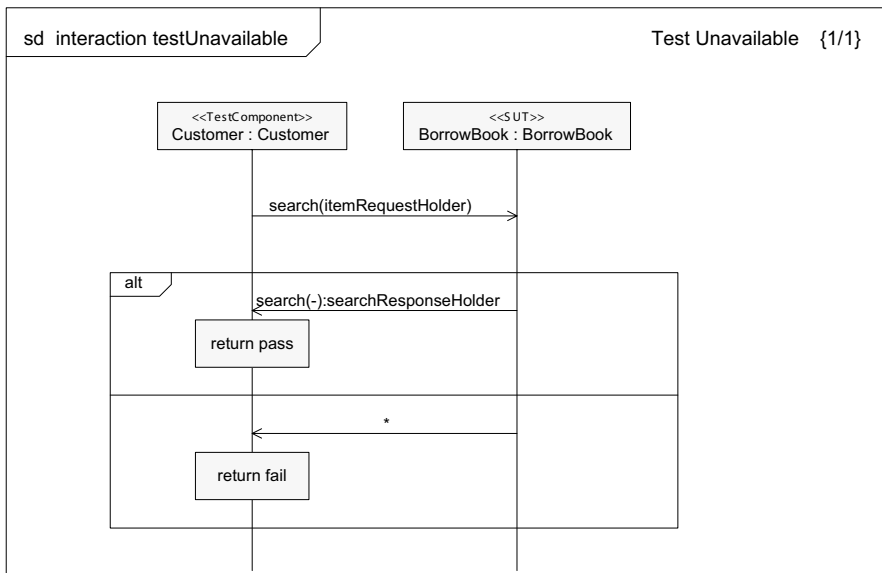 sd interaction testUnavailable
Test Unavailable {1/1}
<<TestComponent>>
Customer : Customer
<<SUT>>
BorrowBook : BorrowBook
search(itemRequestHolder)
alt
search(-):searchResponseHolder
return pass
*
return fail